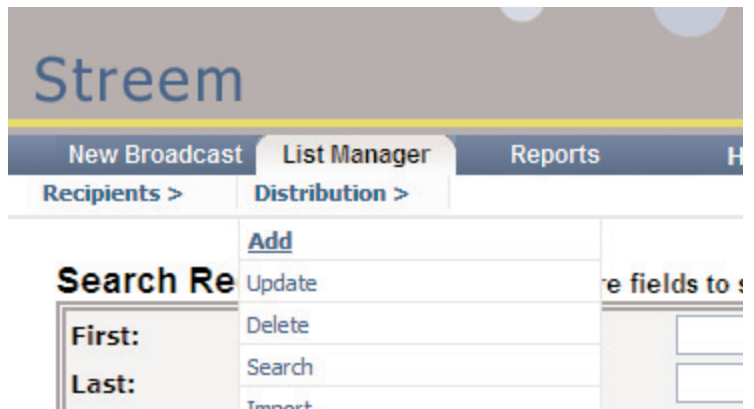 Streem
New Broadcast List Manager Reports H
Recipients > Distribution >
Add
Search Re Update re fields to s
First: Delete
Last: Search
Import